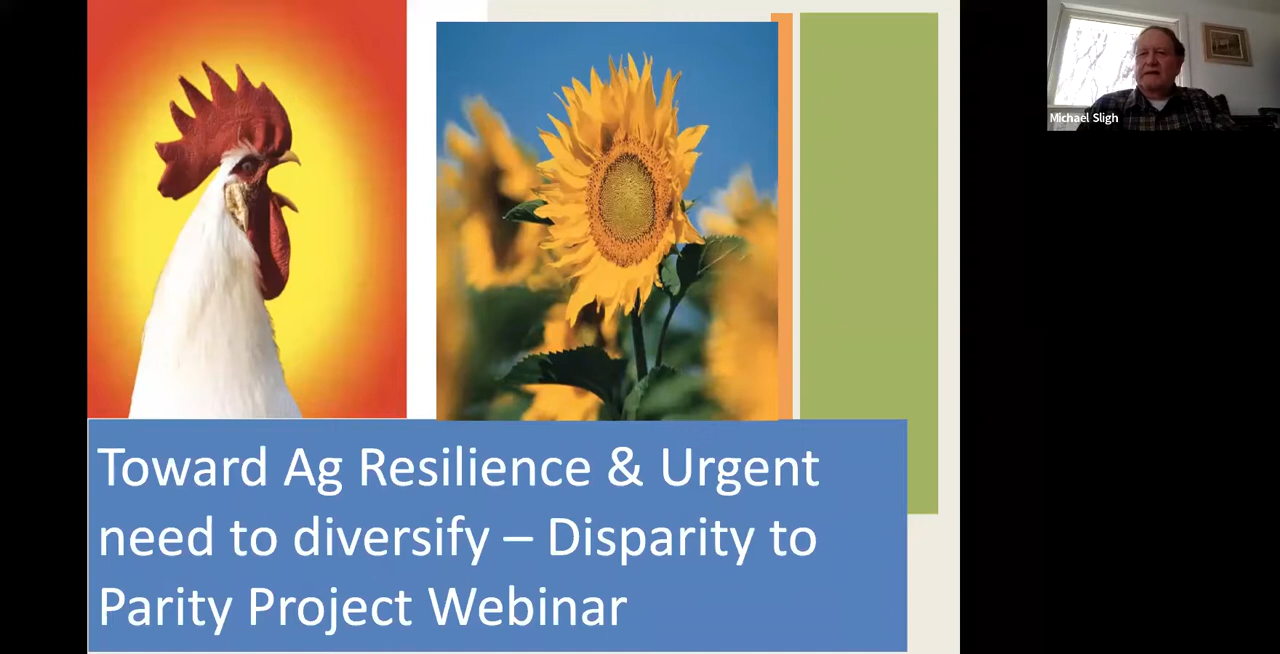 Michael Sligh
Toward Ag Resilience & Urgent
need to diversify – Disparity to
Parity Project Webinar